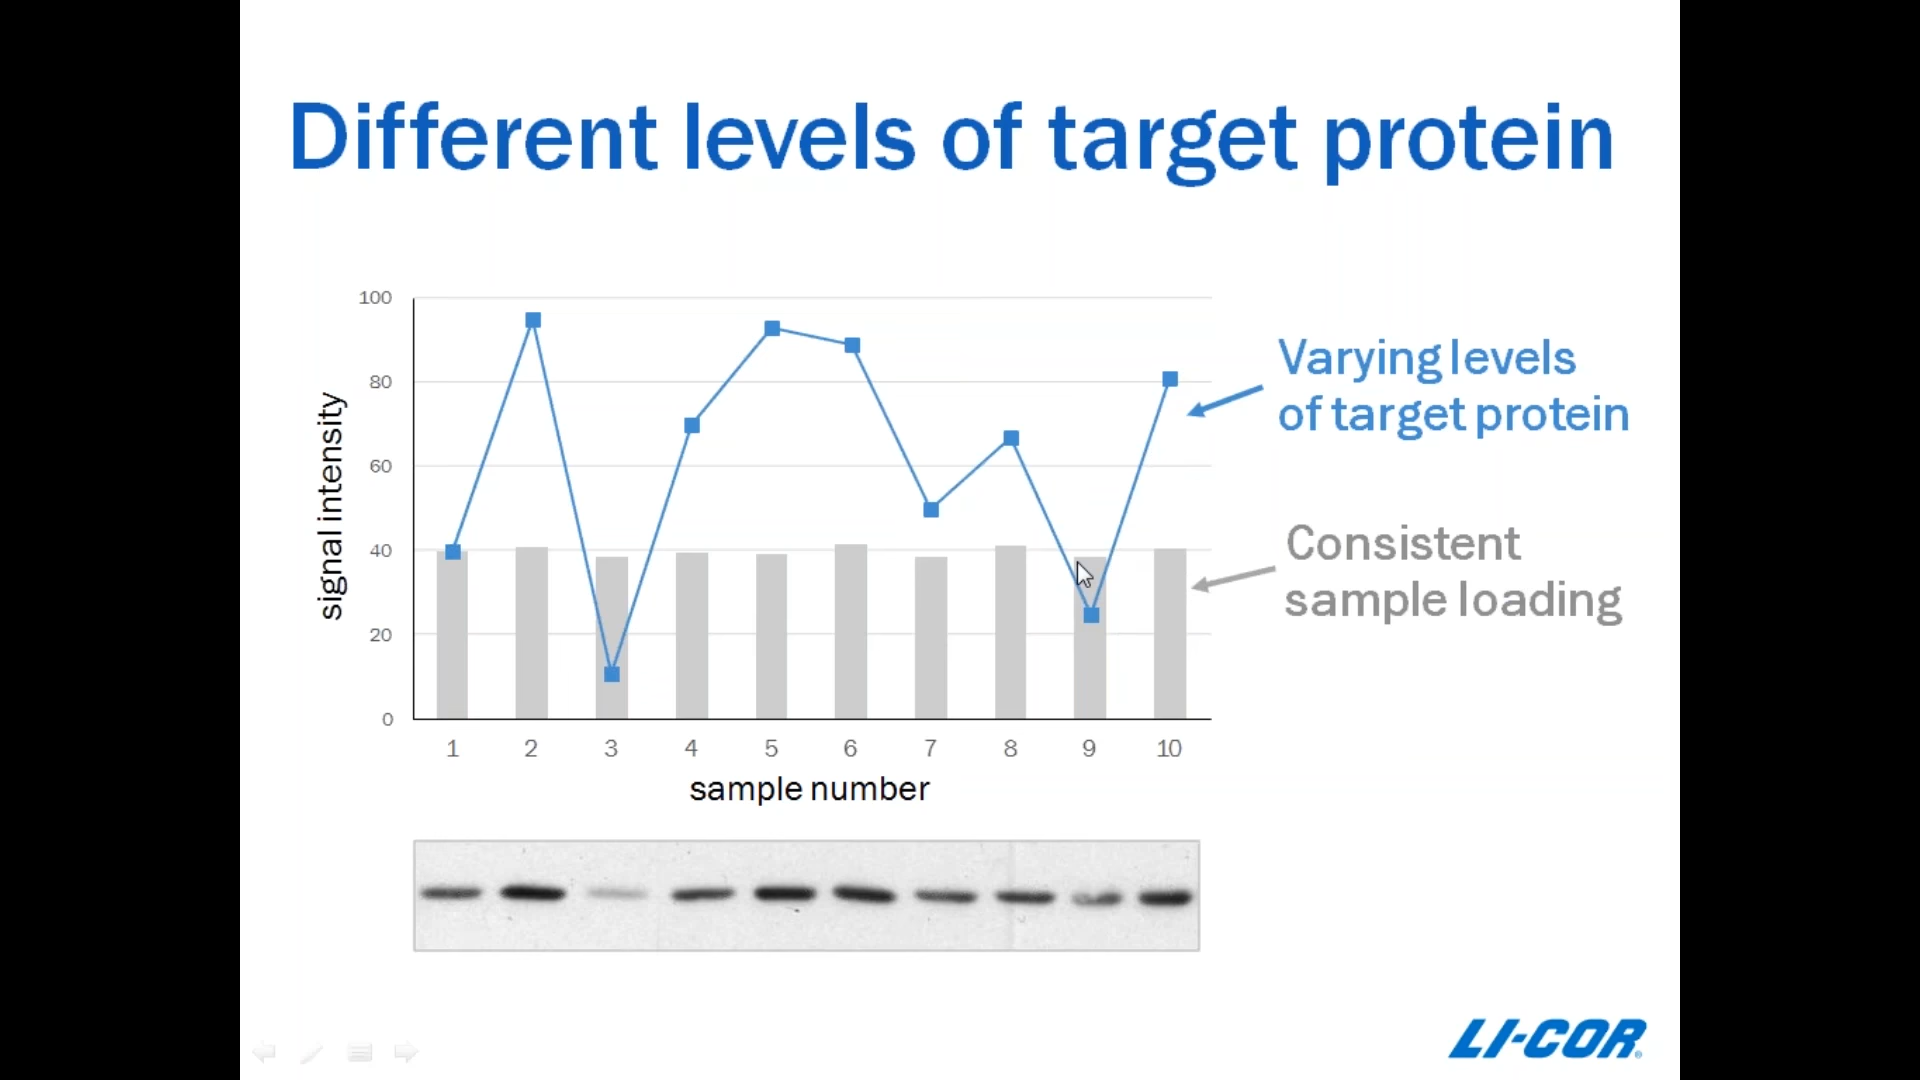 Different levels of target protein
100
80
60
40
20
0
signal intensity
1 2 3 4 5 6 7 8 9 10
sample number
Varying levels
of target protein
Consistent
sample loading
LI-COR®